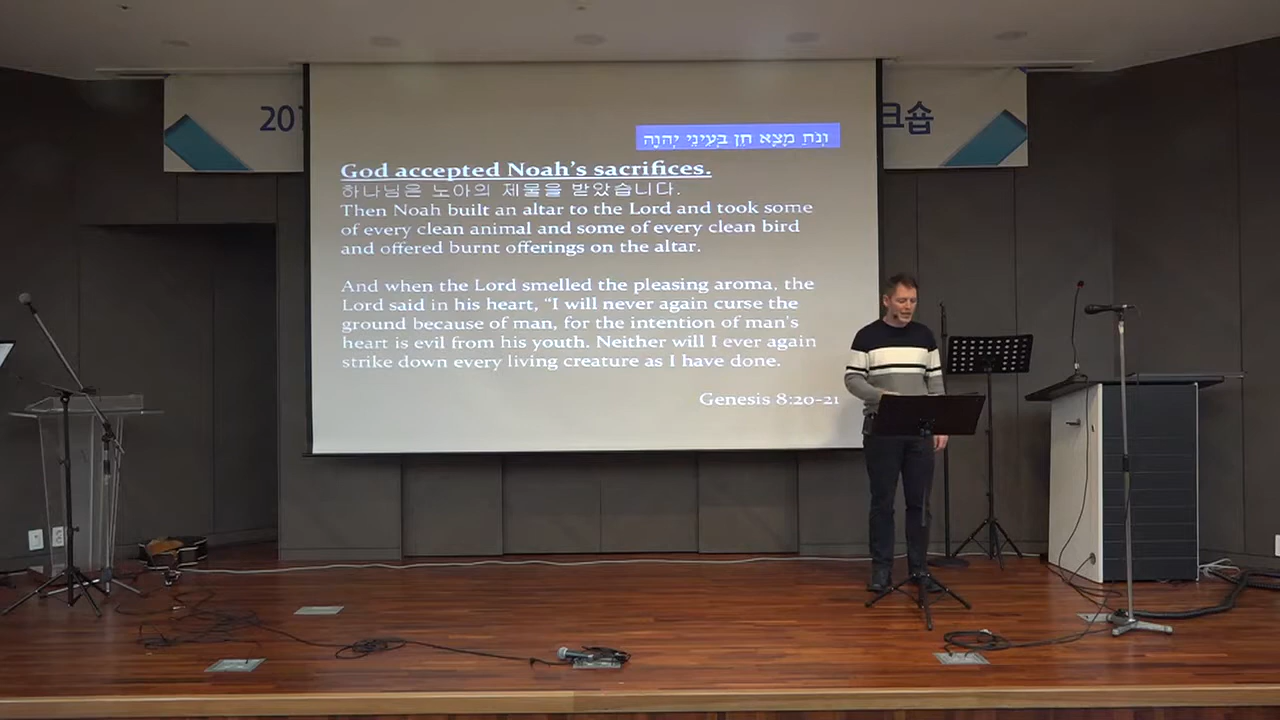 201
크숍
וְנֹחַ מָצָא חֵן בְּעֵינֵי יְהוָה
God accepted Noah's sacrifices.
하나님은 노아의 제물을 받았습니다.
Then Noah built an altar to the Lord and took some
of every clean animal and some of every clean bird
and offered burnt offerings on the altar.
And when the Lord smelled the pleasing aroma, the
Lord said in his heart, “I will never again curse the
ground because of man, for the intention of man's
heart is evil from his youth. Neither will I ever again
strike down every living creature as I have done.
Genesis 8:20-21